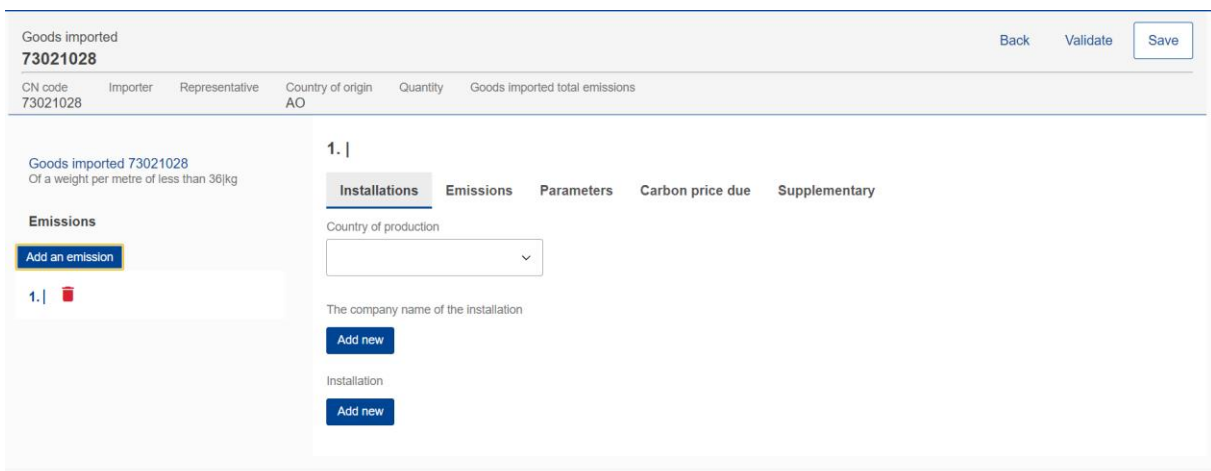 Goods imported
73021028
Back Validate Save
CN code Importer Representative Country of origin Quantity Goods imported total emissions
73021028 AO
Goods imported 73021028
Of a weight per metre of less than 36|kg
Emissions
Add an emission
1. |
1. |
Installations Emissions Parameters Carbon price due Supplementary
Country of production
The company name of the installation
Add new
Installation
Add new